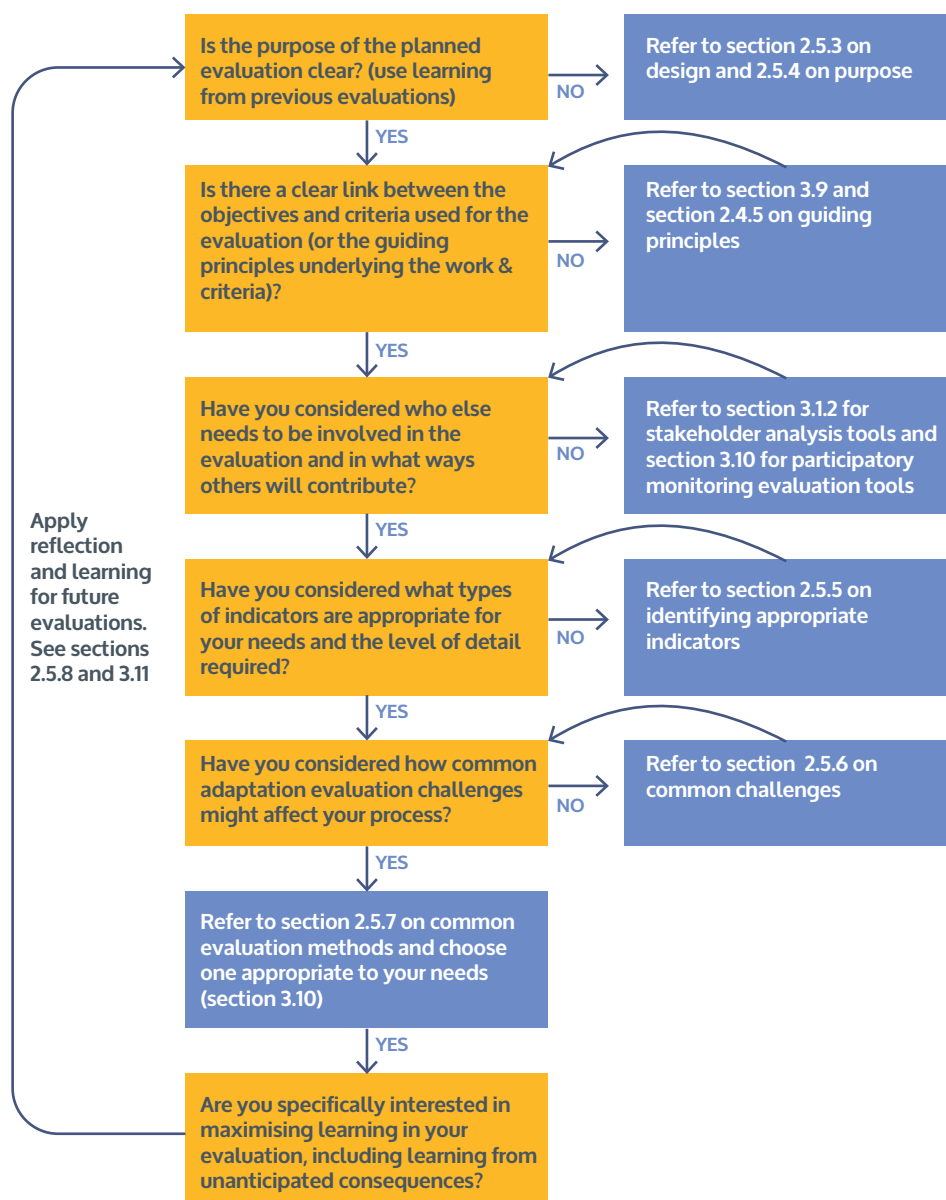 Is the purpose of the planned
evaluation clear? (use learning
from previous evaluations)
NO
Refer to section 2.5.3 on
design and 2.5.4 on purpose
YES
Is there a clear link between the
objectives and criteria used for the
evaluation (or the guiding
principles underlying the work &
criteria)?
NO
Refer to section 3.9 and
section 2.4.5 on guiding
principles
YES
Have you considered who else
needs to be involved in the
evaluation and in what ways
others will contribute?
NO
Refer to section 3.1.2 for
stakeholder analysis tools and
section 3.10 for participatory
monitoring evaluation tools
YES
Have you considered what types
of indicators are appropriate for
your needs and the level of detail
required?
NO
Refer to section 2.5.5 on
identifying appropriate
indicators
YES
Have you considered how common
adaptation evaluation challenges
might affect your process?
NO
Refer to section 2.5.6 on
common challenges
YES
Refer to section 2.5.7 on common
evaluation methods and choose
one appropriate to your needs
(section 3.10)
YES
Are you specifically interested in
maximising learning in your
evaluation, including learning from
unanticipated consequences?
Apply
reflection
and learning
for future
evaluations.
See sections
2.5.8 and 3.11